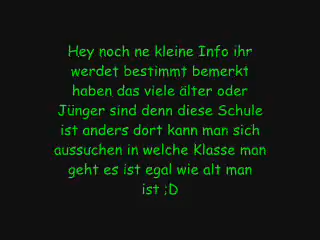 Hey noch ne kleine Info ihr
werdet bestimmt bemerkt
haben das viele älter oder
Jünger sind denn diese Schule
ist anders dort kann man sich
aussuchen in welche Klasse man
geht es ist egal wie alt man
ist ;D